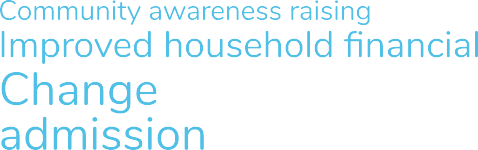 Community awareness raising
Improved household financial
Change
admission